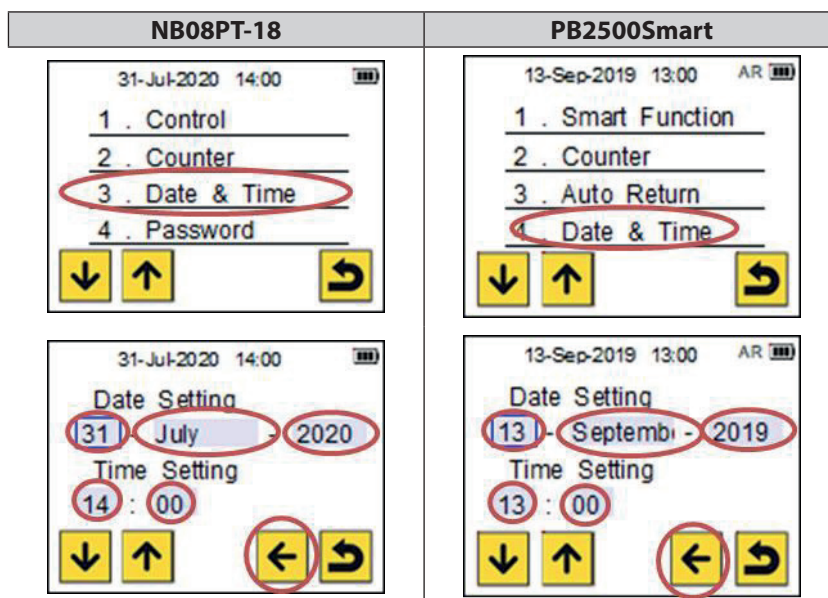 NB08PT-18
PB2500Smart
31-Jul-2020 14:00
1 . Control
2 . Counter
3 . Date & Time
4 . Password
13-Sep-2019 13:00 AR
1 . Smart Function
2 . Counter
3 . Auto Return
4 . Date & Time
31-Jul-2020 14:00
Date Setting
31 - July - 2020
Time Setting
14 : 00
13-Sep-2019 13:00 AR
Date Setting
13 - Septemb - 2019
Time Setting
13 : 00